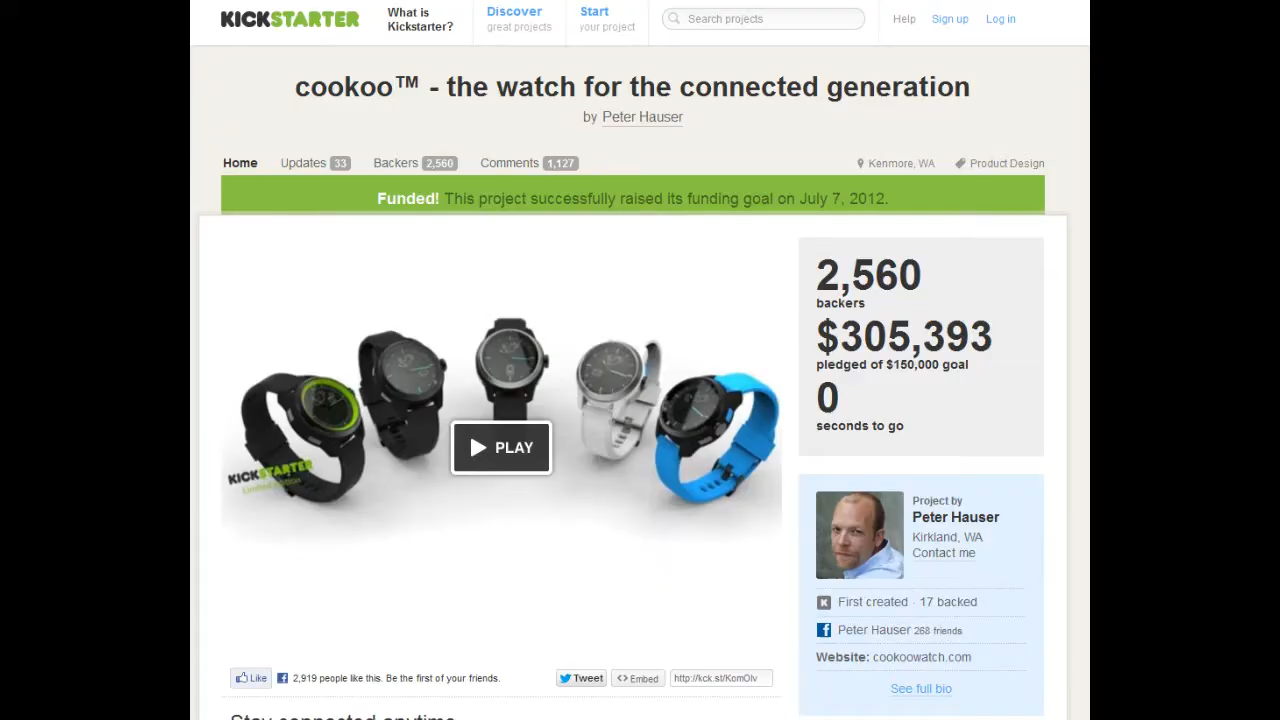 KICKSTARTER
What is
Kickstarter?
Discover
great projects
Start
your project
Search projects
Help
Sign up
Log in
cookoo™ - the watch for the connected generation
by Peter Hauser
Home
Updates 33
Backers 2,560
Comments 1,127
Kenmore, WA
Product Design
Funded! This project successfully raised its funding goal on July 7, 2012.
PLAY
KICKSTARTER
Limited Edition
2,560
backers
$305,393
pledged of $150,000 goal
0
seconds to go
Project by
Peter Hauser
Kirkland, WA
Contact me
K
First created · 17 backed
f
Peter Hauser 268 friends
Website: cookoowatch.com
See full bio
Like
f
2,919 people like this. Be the first of your friends.
Tweet
<> Embed
http://kck.st/KomOlv
Stay connected anytime